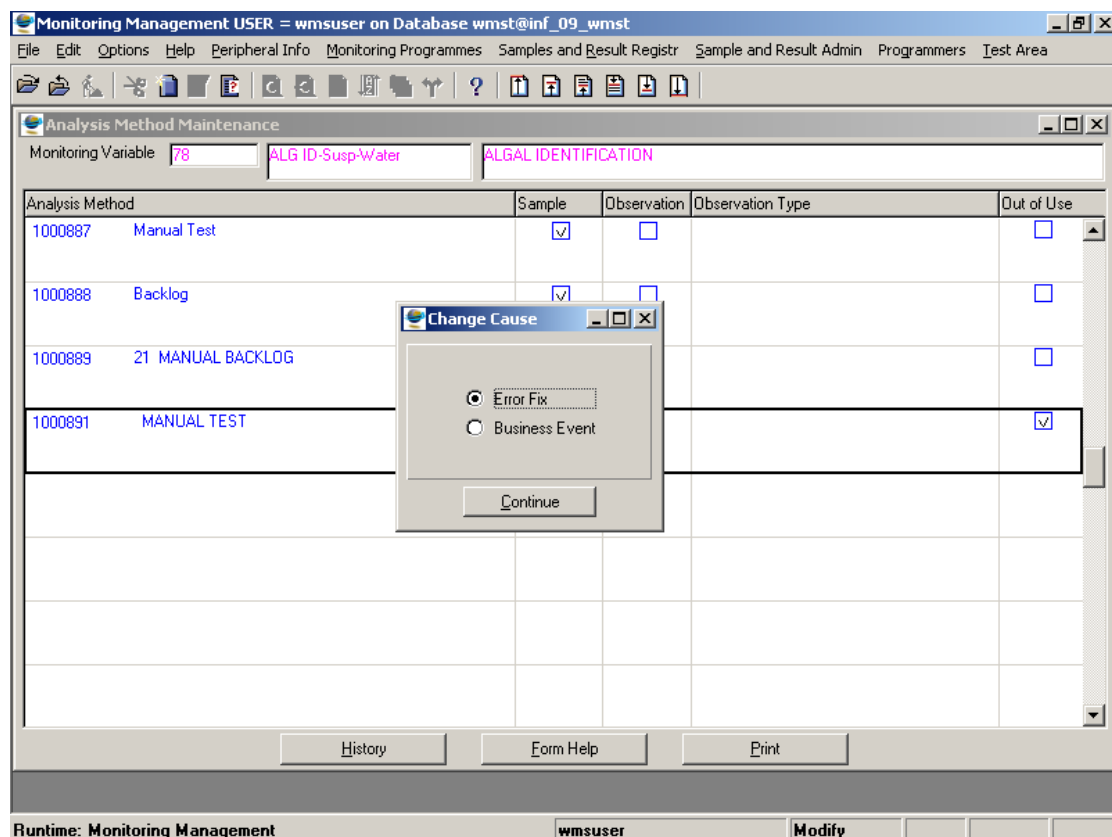 Monitoring Management USER = wmsuser on Database wmst@inf_09_wmst
File Edit Options Help Peripheral Info Monitoring Programmes Samples and Result Registr Sample and Result Admin Programmers Test Area
Analysis Method Maintenance
Monitoring Variable 78 ALG ID-Susp-Water ALGAL IDENTIFICATION
Analysis Method Sample Observation Observation Type Out of Use
1000887 Manual Test
1000888 Backlog
Change Cause
1000889 21 MANUAL BACKLOG
Error Fix
1000891 MANUAL TEST
Business Event
Continue
History Form Help Print
Runtime: Monitoring Management wmsuser Modify